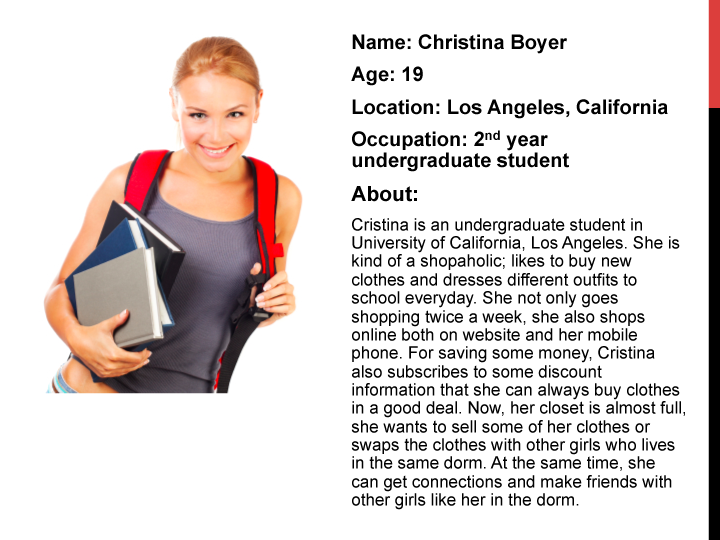 Name: Christina Boyer
Age: 19
Location: Los Angeles, California
Occupation: 2nd year
undergraduate student
About:
Cristina is an undergraduate student in
University of California, Los Angeles. She is
kind of a shopaholic; likes to buy new
clothes and dresses different outfits to
school everyday. She not only goes
shopping twice a week, she also shops
online both on website and her mobile
phone. For saving some money, Cristina
also subscribes to some discount
information that she can always buy clothes
in a good deal. Now, her closet is almost full,
she wants to sell some of her clothes or
swaps the clothes with other girls who lives
in the same dorm. At the same time, she
can get connections and make friends with
other girls like her in the dorm.